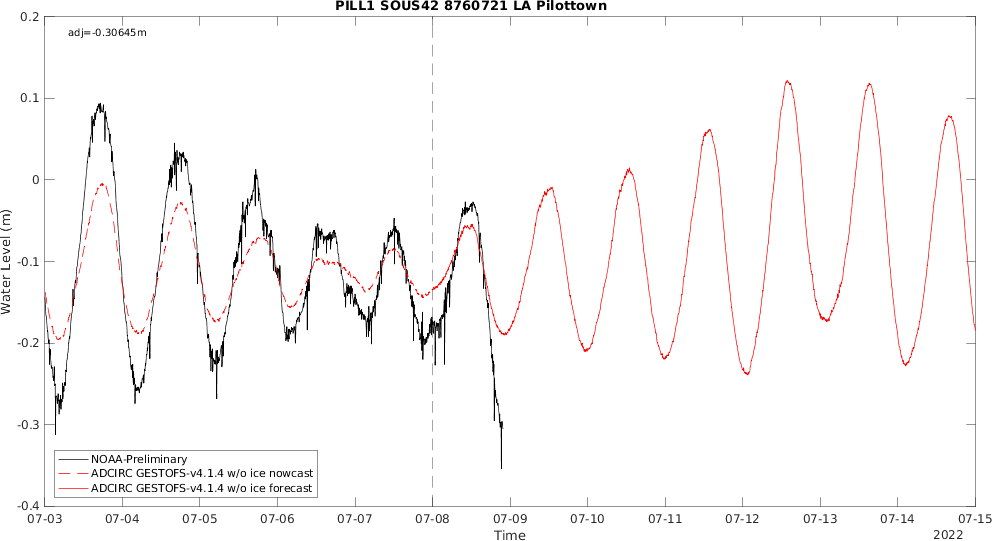 PILL1 SOUS42 8760721 LA Pilottown
adj=-0.30645m
0.2
0.1
0
-0.1
-0.2
-0.3
-0.4
Water Level (m)
NOAA-Preliminary
ADCIRC GESTOFS-v4.1.4 w/o ice nowcast
ADCIRC GESTOFS-v4.1.4 w/o ice forecast
07-03 07-04 07-05 07-06 07-07 07-08 07-09 07-10 07-11 07-12 07-13 07-14 07-15
Time
2022